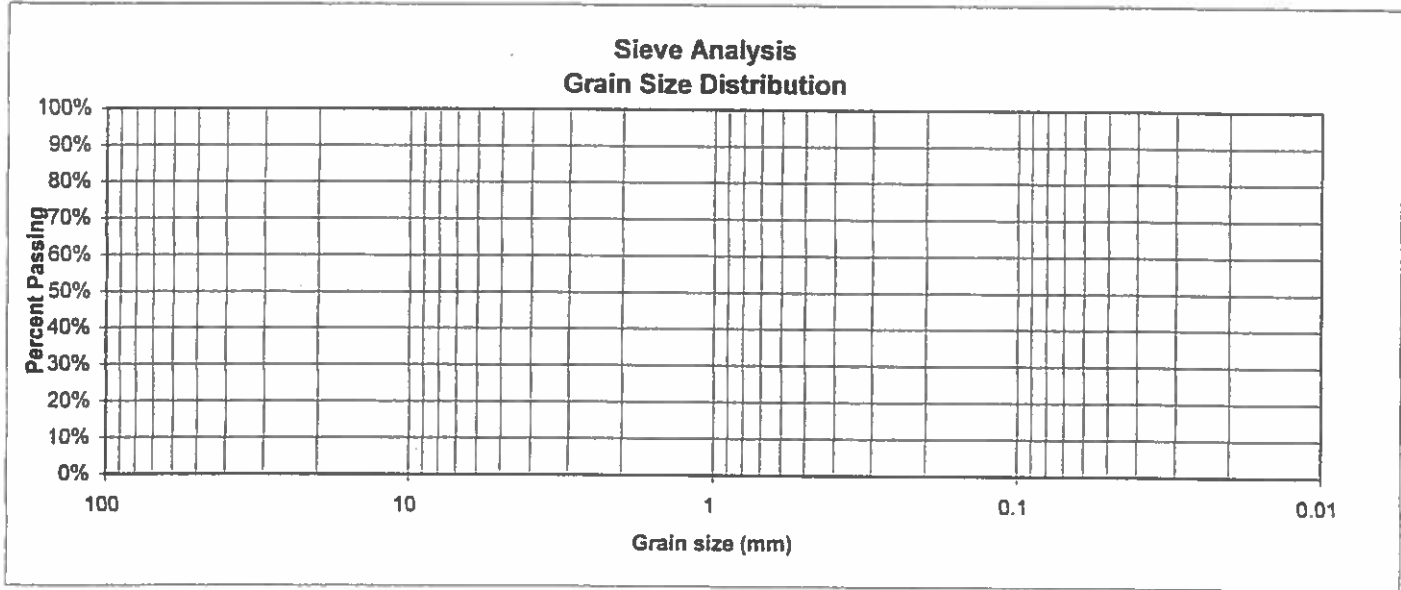 Sieve Analysis
Grain Size Distribution
Percent Passing
100%
90%
80%
70%
60%
50%
40%
30%
20%
10%
0%
100 10 1 0.1 0.01
Grain size (mm)